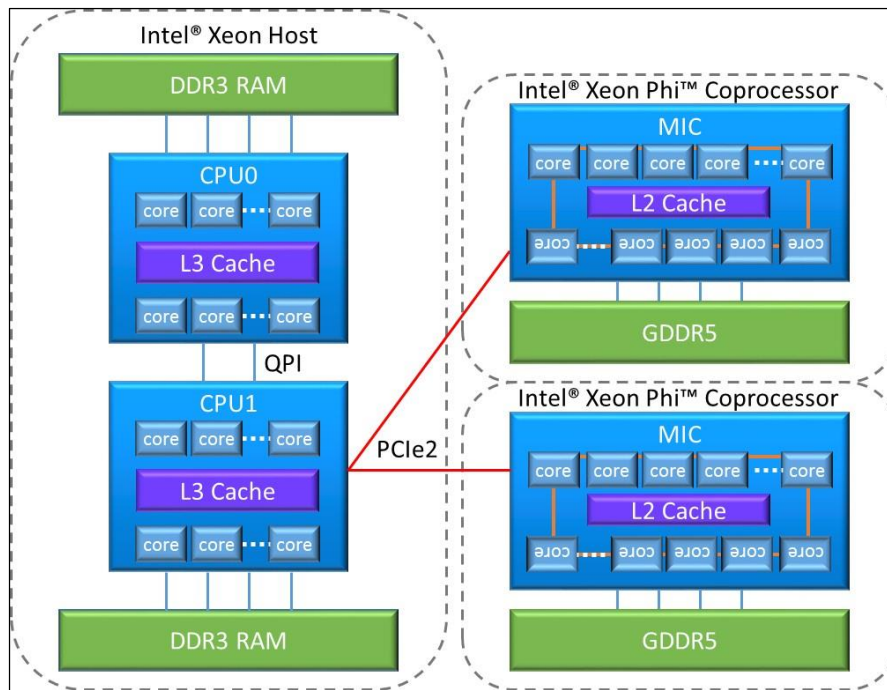 Intel® Xeon Host
DDR3 RAM
CPU0
core core core
L3 Cache
core core core
QPI
CPU1
core core core
L3 Cache
core core core
DDR3 RAM
PCIe2
Intel® Xeon Phi™ Coprocessor
MIC
core core core core core
L2 Cache
core core core core core
GDDR5
Intel® Xeon Phi™ Coprocessor
MIC
core core core core core
L2 Cache
core core core core core
GDDR5